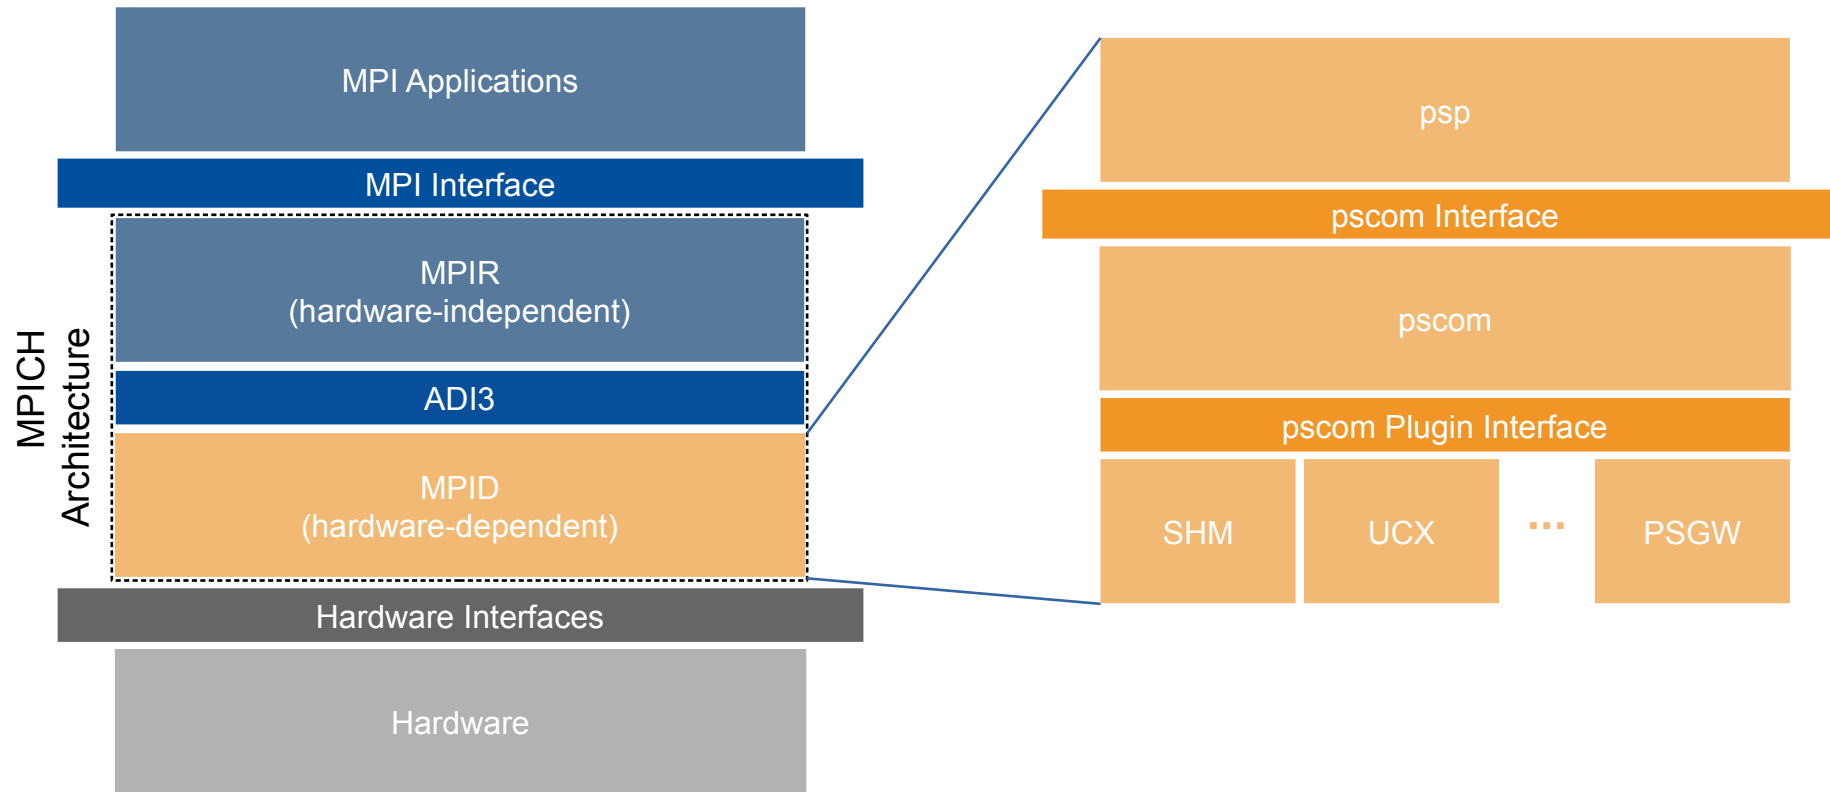 MPI Applications
MPI Interface
MPIR
(hardware-independent)
ADI3
MPID
(hardware-dependent)
Hardware Interfaces
Hardware
MPICH
Architecture
psp
pscom Interface
pscom
pscom Plugin Interface
SHM
UCX
...
PSGW